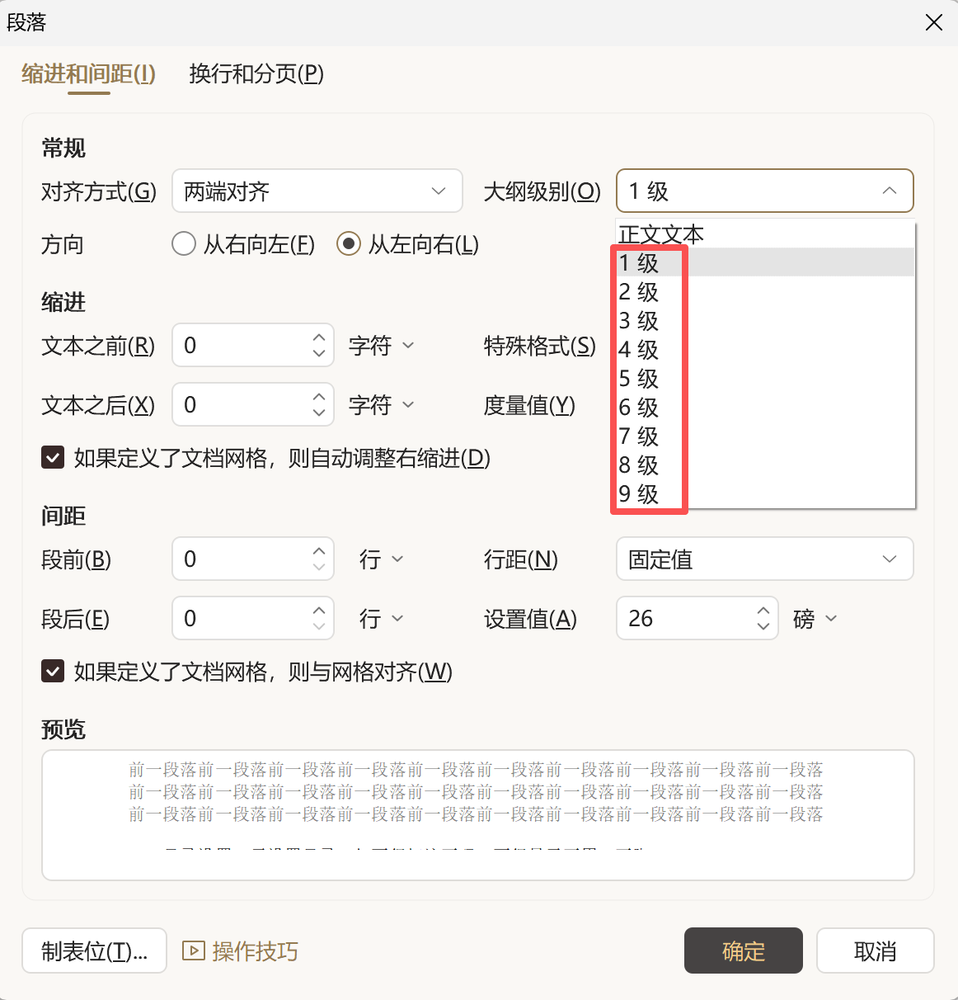 段落
缩进和间距(I) 换行和分页(P)
常规
对齐方式(G) 两端对齐 大纲级别(O) 1 级
方向 从右向左(F) 从左向右(L)
正文文本
1 级
2 级
3 级
4 级
5 级
6 级
7 级
8 级
9 级
缩进
文本之前(R) 0 字符 特殊格式(S)
文本之后(X) 0 字符 度量值(Y)
如果定义了文档网格，则自动调整右缩进(D)
间距
段前(B) 0 行 行距(N) 固定值
段后(E) 0 行 设置值(A) 26 磅
如果定义了文档网格，则与网格对齐(W)
预览
前一段落前一段落前一段落前一段落前一段落前一段落前一段落前一段落前一段落前一段落
前一段落前一段落前一段落前一段落前一段落前一段落前一段落前一段落前一段落前一段落
前一段落前一段落前一段落前一段落前一段落前一段落前一段落前一段落前一段落前一段落
制表位(T)... 操作技巧 确定 取消